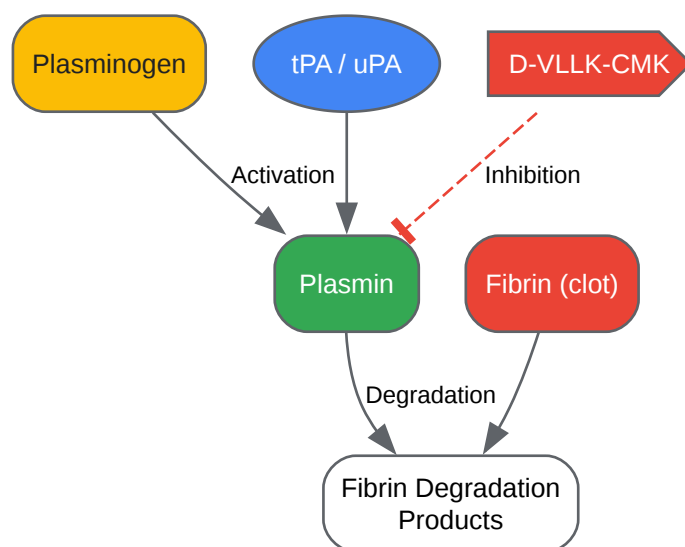 Plasminogen
tPA / uPA
D-VLLK-CMK
Activation
Inhibition
Plasmin
Fibrin (clot)
Degradation
Fibrin Degradation
Products